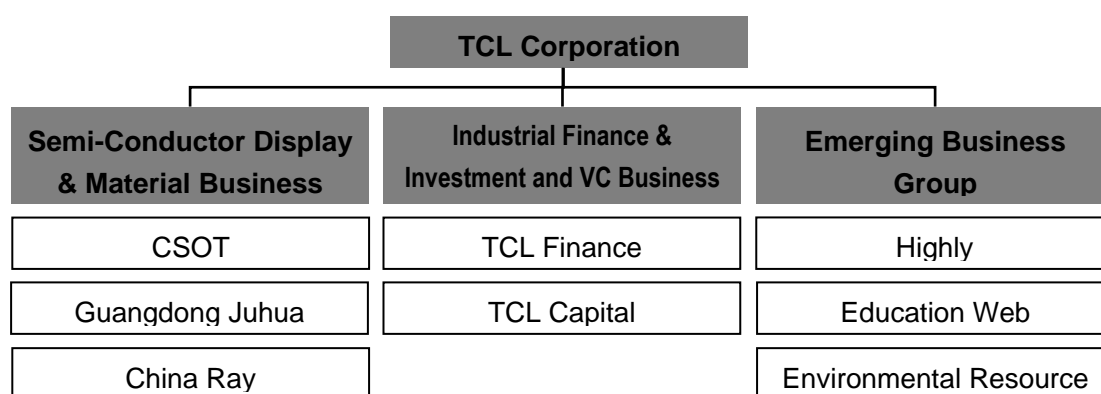 TCL Corporation
Semi-Conductor Display
& Material Business
Industrial Finance &
Investment and VC Business
Emerging Business
Group
CSOT
TCL Finance
Highly
Guangdong Juhua
TCL Capital
Education Web
China Ray
Environmental Resource